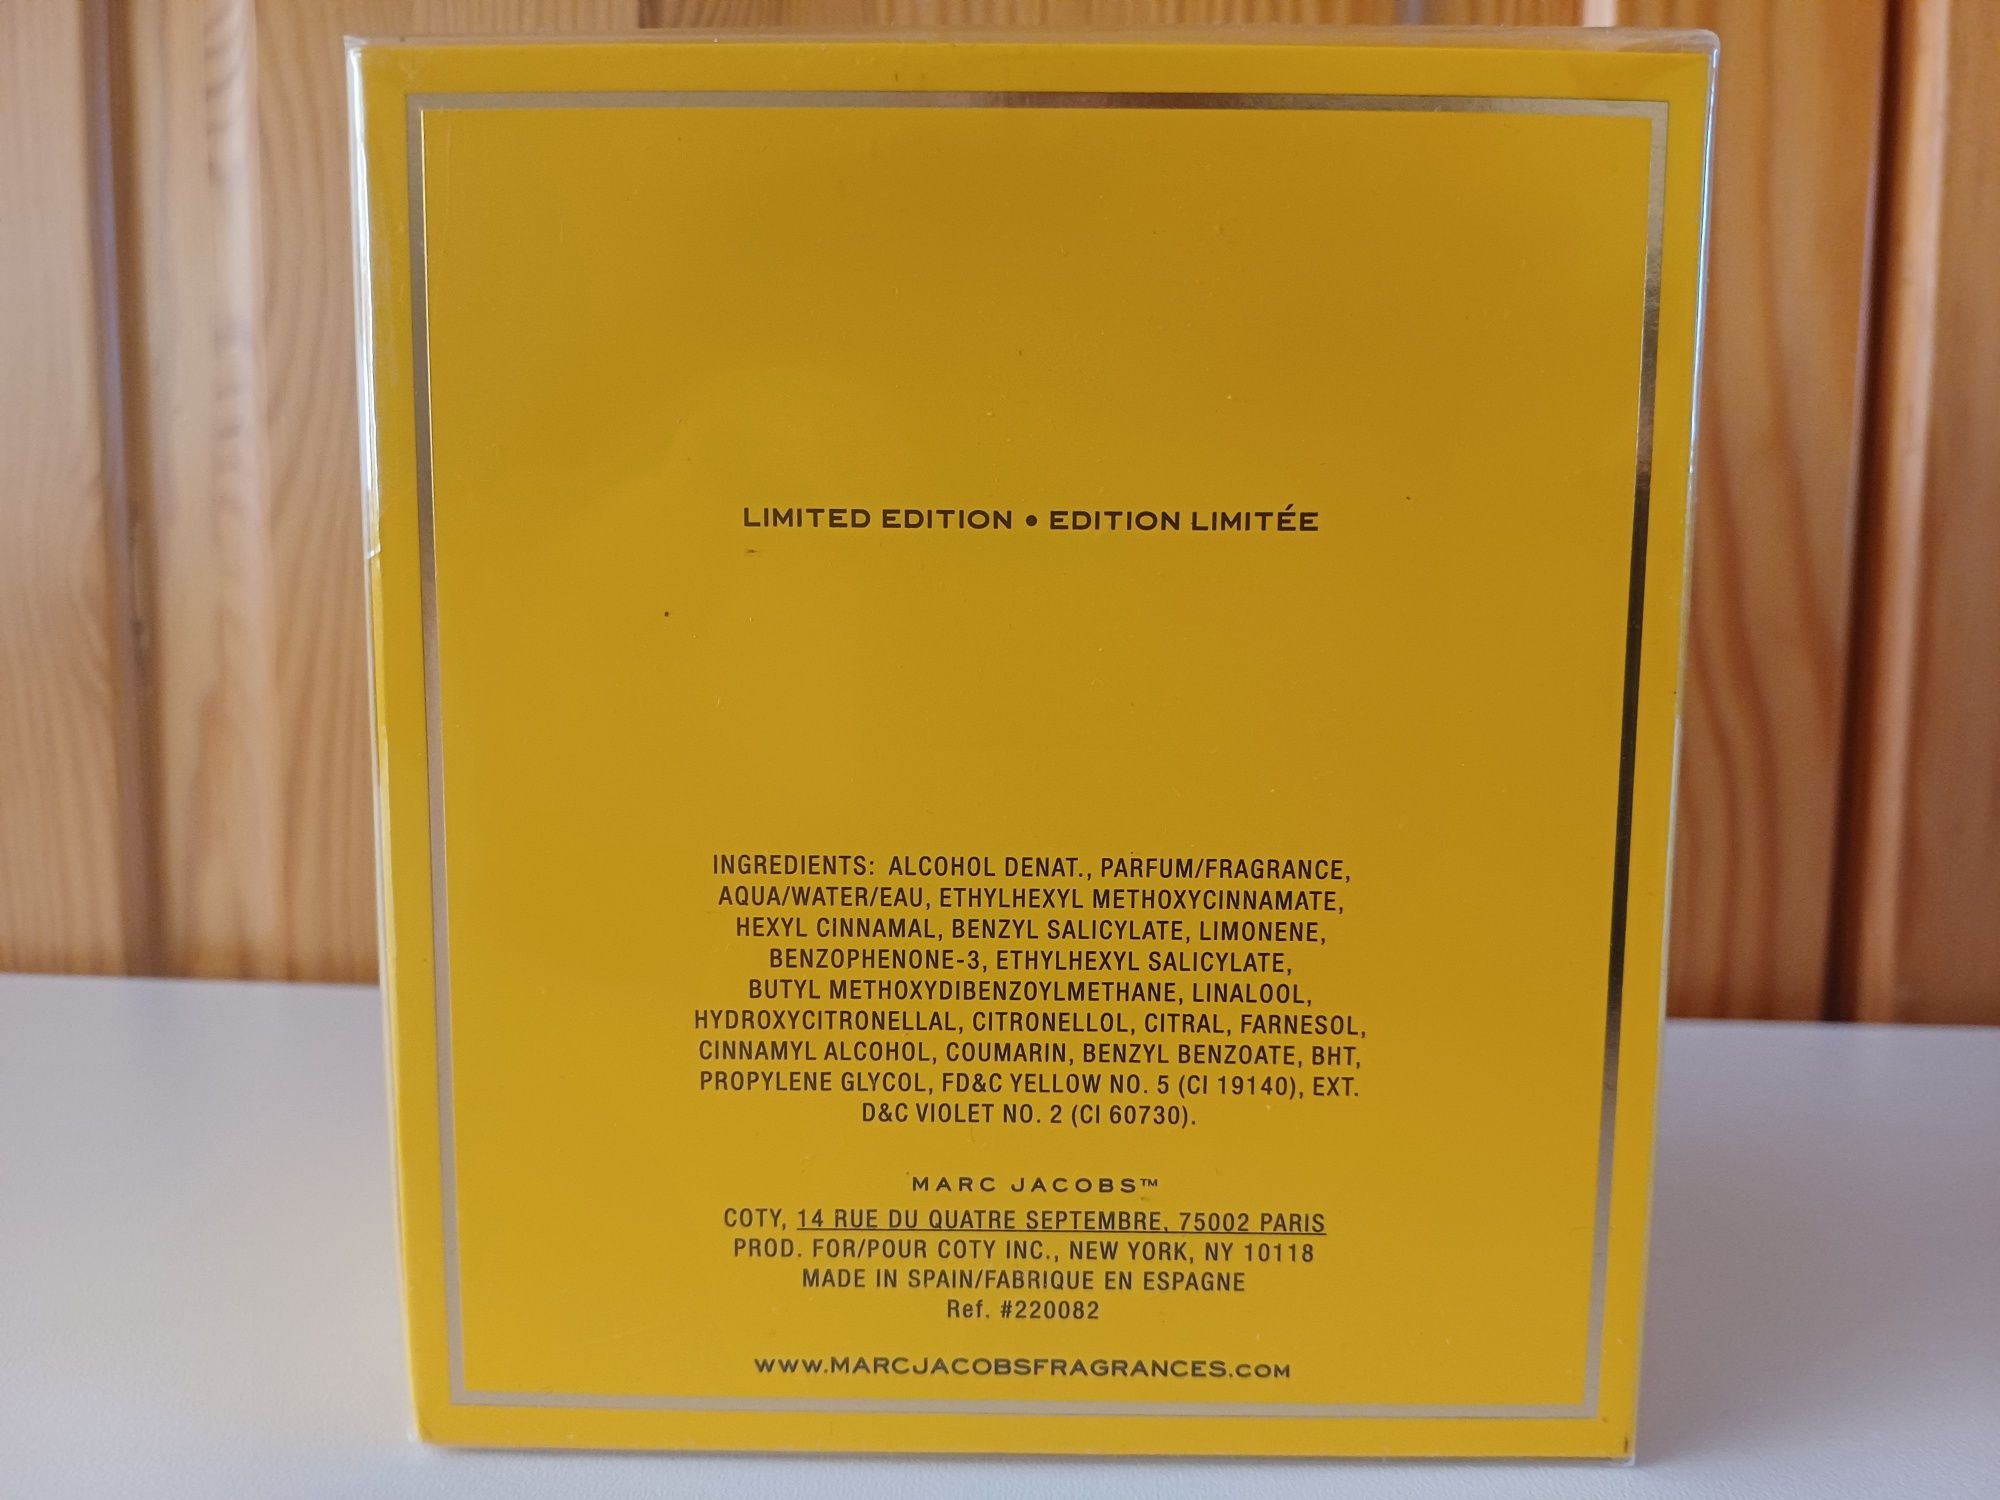 LIMITED EDITION • EDITION LIMITÉE
INGREDIENTS: ALCOHOL DENAT., PARFUM/FRAGRANCE,
AQUA/WATER/EAU, ETHYLHEXYL METHOXYCINNAMATE,
HEXYL CINNAMAL, BENZYL SALICYLATE, LIMONENE,
BENZOPHENONE-3, ETHYLHEXYL SALICYLATE,
BUTYL METHOXYDIBENZOYLMETHANE, LINALOOL,
HYDROXYCITRONELLAL, CITRONELLOL, CITRAL, FARNESOL,
CINNAMYL ALCOHOL, COUMARIN, BENZYL BENZOATE, BHT,
PROPYLENE GLYCOL, FD&C YELLOW NO. 5 (CI 19140), EXT.
D&C VIOLET NO. 2 (CI 60730).
MARC JACOBS™
COTY, 14 RUE DU QUATRE SEPTEMBRE, 75002 PARIS
PROD. FOR/POUR COTY INC., NEW YORK, NY 10118
MADE IN SPAIN/FABRIQUE EN ESPAGNE
Ref. #220082
WWW.MARCJACOBSFRAGRANCES.COM